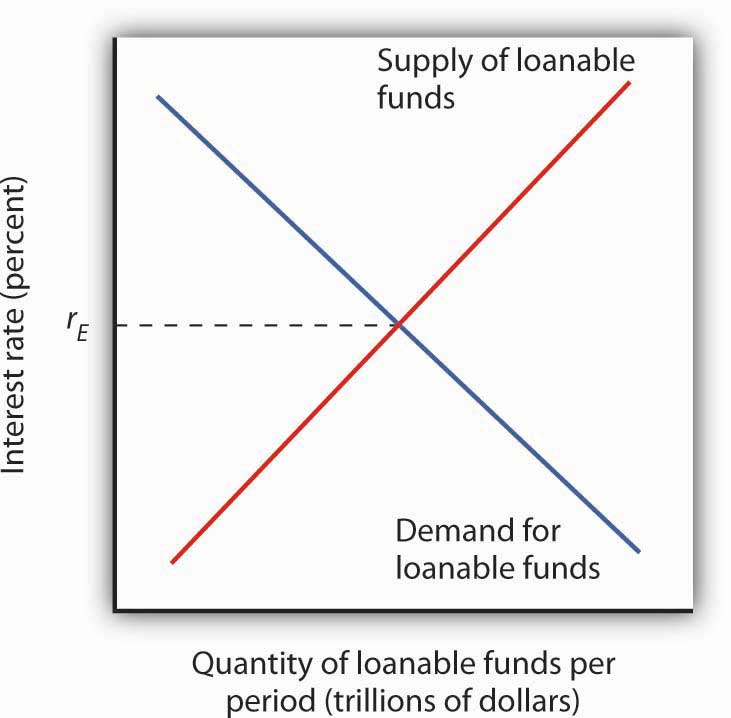 Supply of loanable
funds
Interest rate (percent)
rE
Demand for
loanable funds
Quantity of loanable funds per
period (trillions of dollars)